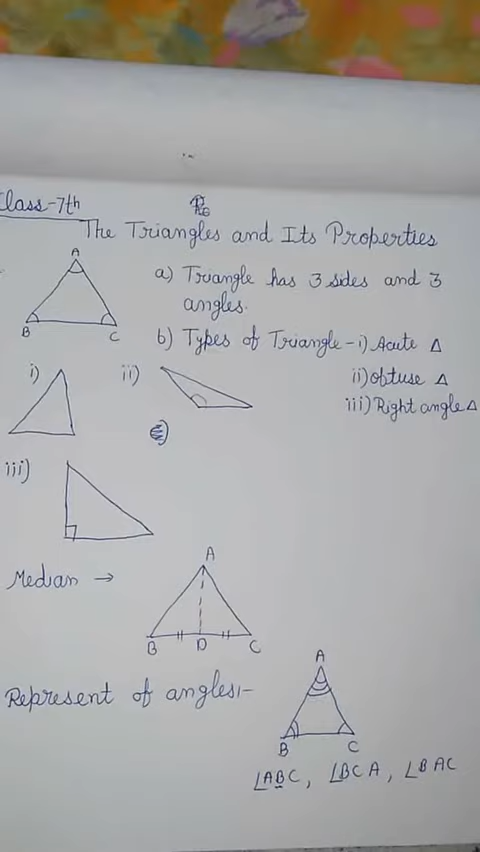 Class-7th
The Triangles and Its Properties
A
B C
a) Triangle has 3 sides and 3
angles.
b) Types of Triangle - i) Acute Δ
ii) obtuse Δ
iii) Right angle Δ
i)
ii)
iii)
Median →
A
B D C
Represent of angles:-
A
B C
∠ABC, ∠BCA, ∠BAC